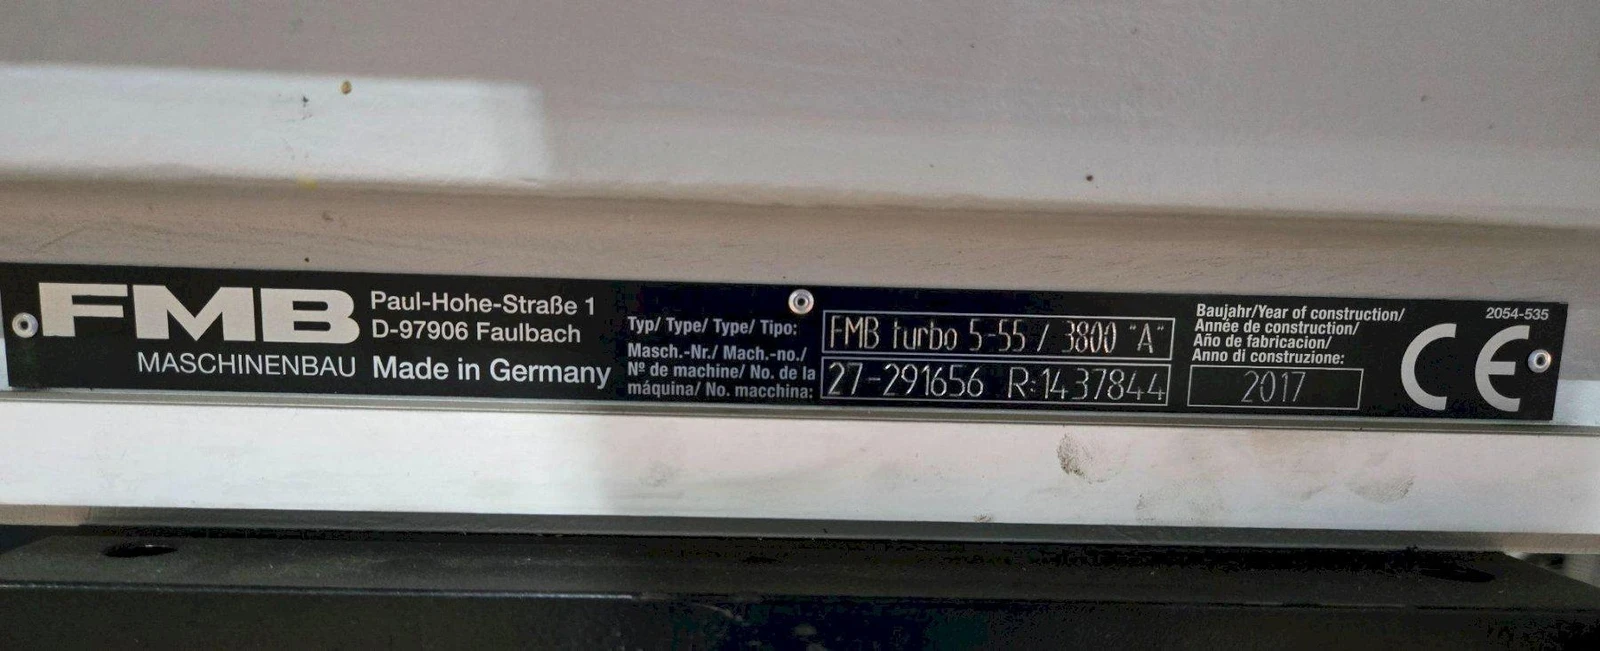 FMB
MASCHINENBAU
Paul-Hohe-Straße 1
D-97906 Faulbach
Made in Germany
Typ/ Type/ Type/ Tipo:
FMB turbo 5-55 / 3800 "A"
Masch.-Nr./ Mach.-no./
Nº de machine/ No. de la
máquina/ No. macchina:
27-291656 R:1437844
Baujahr/Year of construction/
Année de construction/
Año de fabricacion/
Anno di construzione:
2017
2054-535
CE